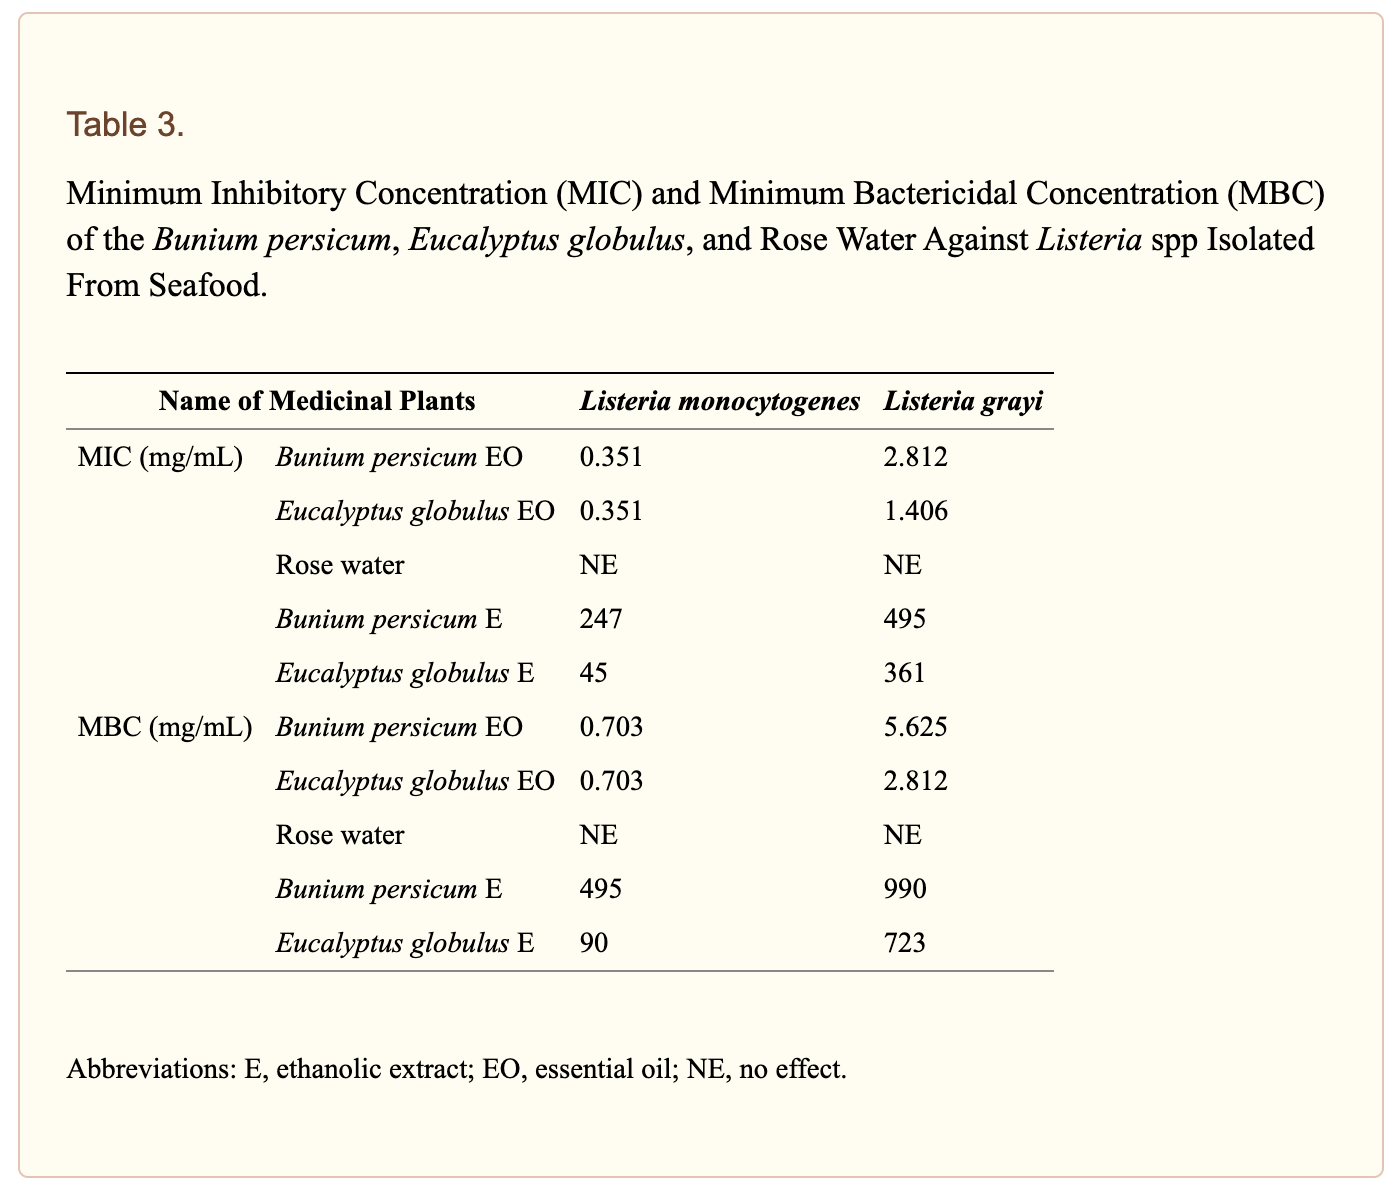 Table 3.
Minimum Inhibitory Concentration (MIC) and Minimum Bactericidal Concentration (MBC)
of the Bunium persicum, Eucalyptus globulus, and Rose Water Against Listeria spp Isolated
From Seafood.
Name of Medicinal Plants Listeria monocytogenes Listeria grayi
MIC (mg/mL) Bunium persicum EO 0.351 2.812
Eucalyptus globulus EO 0.351 1.406
Rose water NE NE
Bunium persicum E 247 495
Eucalyptus globulus E 45 361
MBC (mg/mL) Bunium persicum EO 0.703 5.625
Eucalyptus globulus EO 0.703 2.812
Rose water NE NE
Bunium persicum E 495 990
Eucalyptus globulus E 90 723
Abbreviations: E, ethanolic extract; EO, essential oil; NE, no effect.